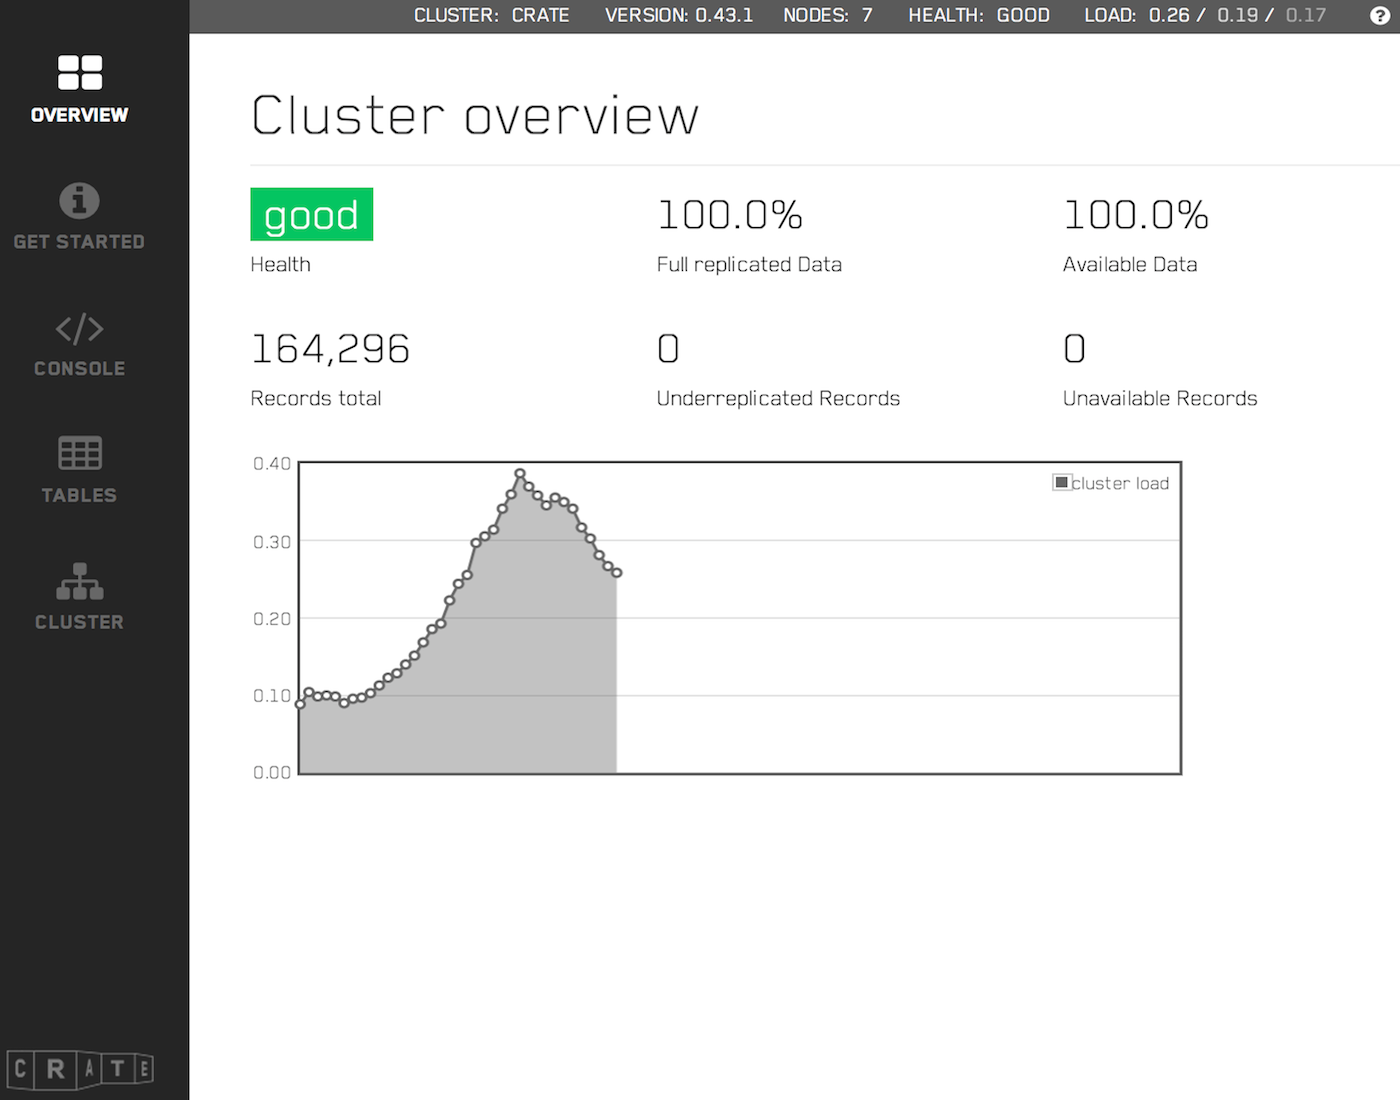 CLUSTER: CRATE VERSION: 0.43.1 NODES: 7 HEALTH: GOOD LOAD: 0.26 / 0.19 / 0.17 ?
OVERVIEW
GET STARTED
CONSOLE
TABLES
CLUSTER
CRATE
Cluster overview
good 100.0% 100.0%
Health Full replicated Data Available Data
164,296 0 0
Records total Underreplicated Records Unavailable Records
0.40
0.30
0.20
0.10
0.00
cluster load